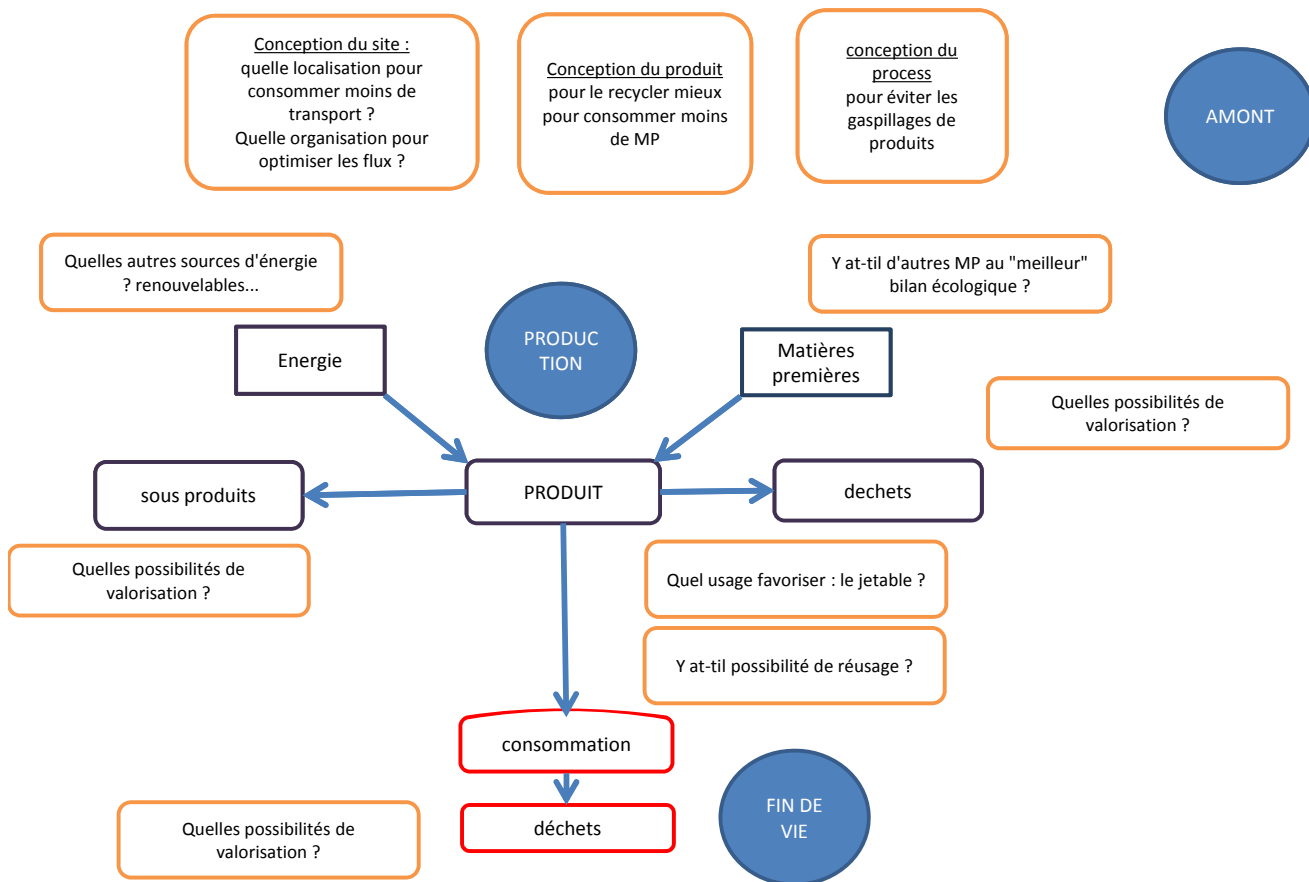 Conception du site :
quelle localisation pour
consommer moins de
transport ?
Quelle organisation pour
optimiser les flux ?
Conception du produit
pour le recycler mieux
pour consommer moins
de MP
conception du
process
pour éviter les
gaspillages de
produits
AMONT
Quelles autres sources d'énergie
? renouvelables...
Y at-til d'autres MP au "meilleur"
bilan écologique ?
Energie
PRODUC
TION
Matières
premières
Quelles possibilités de
valorisation ?
sous produits
PRODUIT
dechets
Quelles possibilités de
valorisation ?
Quel usage favoriser : le jetable ?
Y at-til possibilité de réusage ?
consommation
déchets
FIN DE
VIE
Quelles possibilités de
valorisation ?